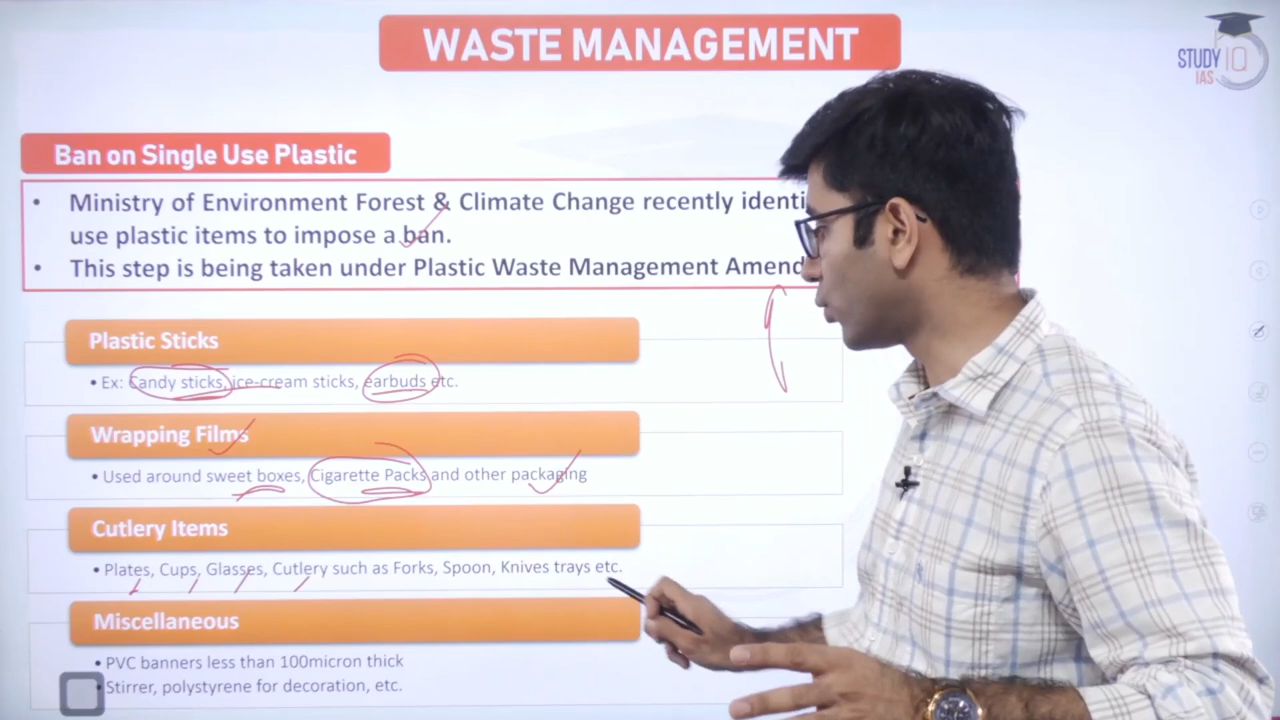 WASTE MANAGEMENT
STUDY IQ
IAS
Ban on Single Use Plastic
• Ministry of Environment Forest & Climate Change recently identi
use plastic items to impose a ban.
• This step is being taken under Plastic Waste Management Amend
Plastic Sticks
• Ex: Candy sticks, ice-cream sticks, earbuds etc.
Wrapping Films
• Used around sweet boxes, Cigarette Packs and other packaging
Cutlery Items
• Plates, Cups, Glasses, Cutlery such as Forks, Spoon, Knives trays etc.
Miscellaneous
• PVC banners less than 100micron thick
• Stirrer, polystyrene for decoration, etc.